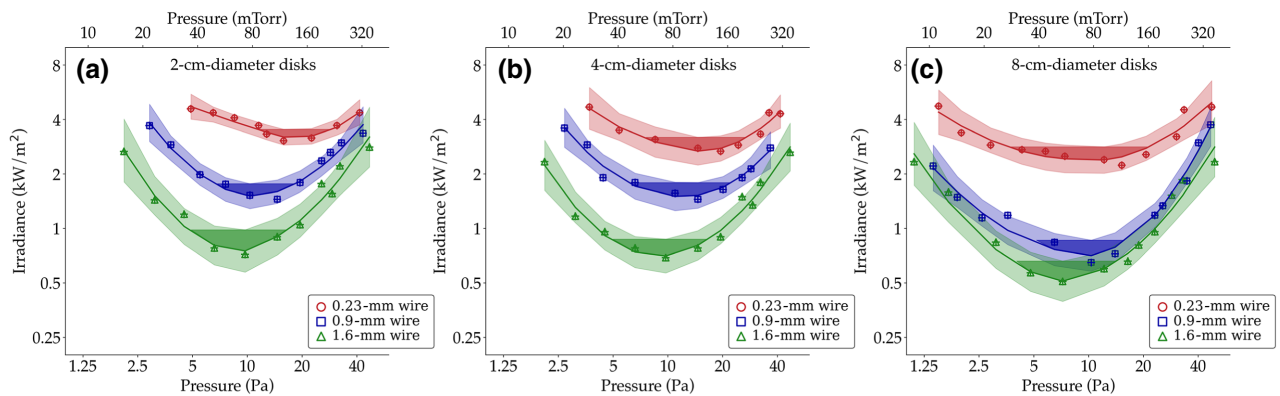 Pressure (mTorr)
10 20 40 80 160 320
(a) 2-cm-diameter disks
Irradiance (kW/m²)
8
4
2
1
0.5
0.25
0.23-mm wire
0.9-mm wire
1.6-mm wire
1.25 2.5 5 10 20 40
Pressure (Pa)
Pressure (mTorr)
10 20 40 80 160 320
(b) 4-cm-diameter disks
Irradiance (kW/m²)
8
4
2
1
0.5
0.25
0.23-mm wire
0.9-mm wire
1.6-mm wire
1.25 2.5 5 10 20 40
Pressure (Pa)
Pressure (mTorr)
10 20 40 80 160 320
(c) 8-cm-diameter disks
Irradiance (kW/m²)
8
4
2
1
0.5
0.25
0.23-mm wire
0.9-mm wire
1.6-mm wire
1.25 2.5 5 10 20 40
Pressure (Pa)